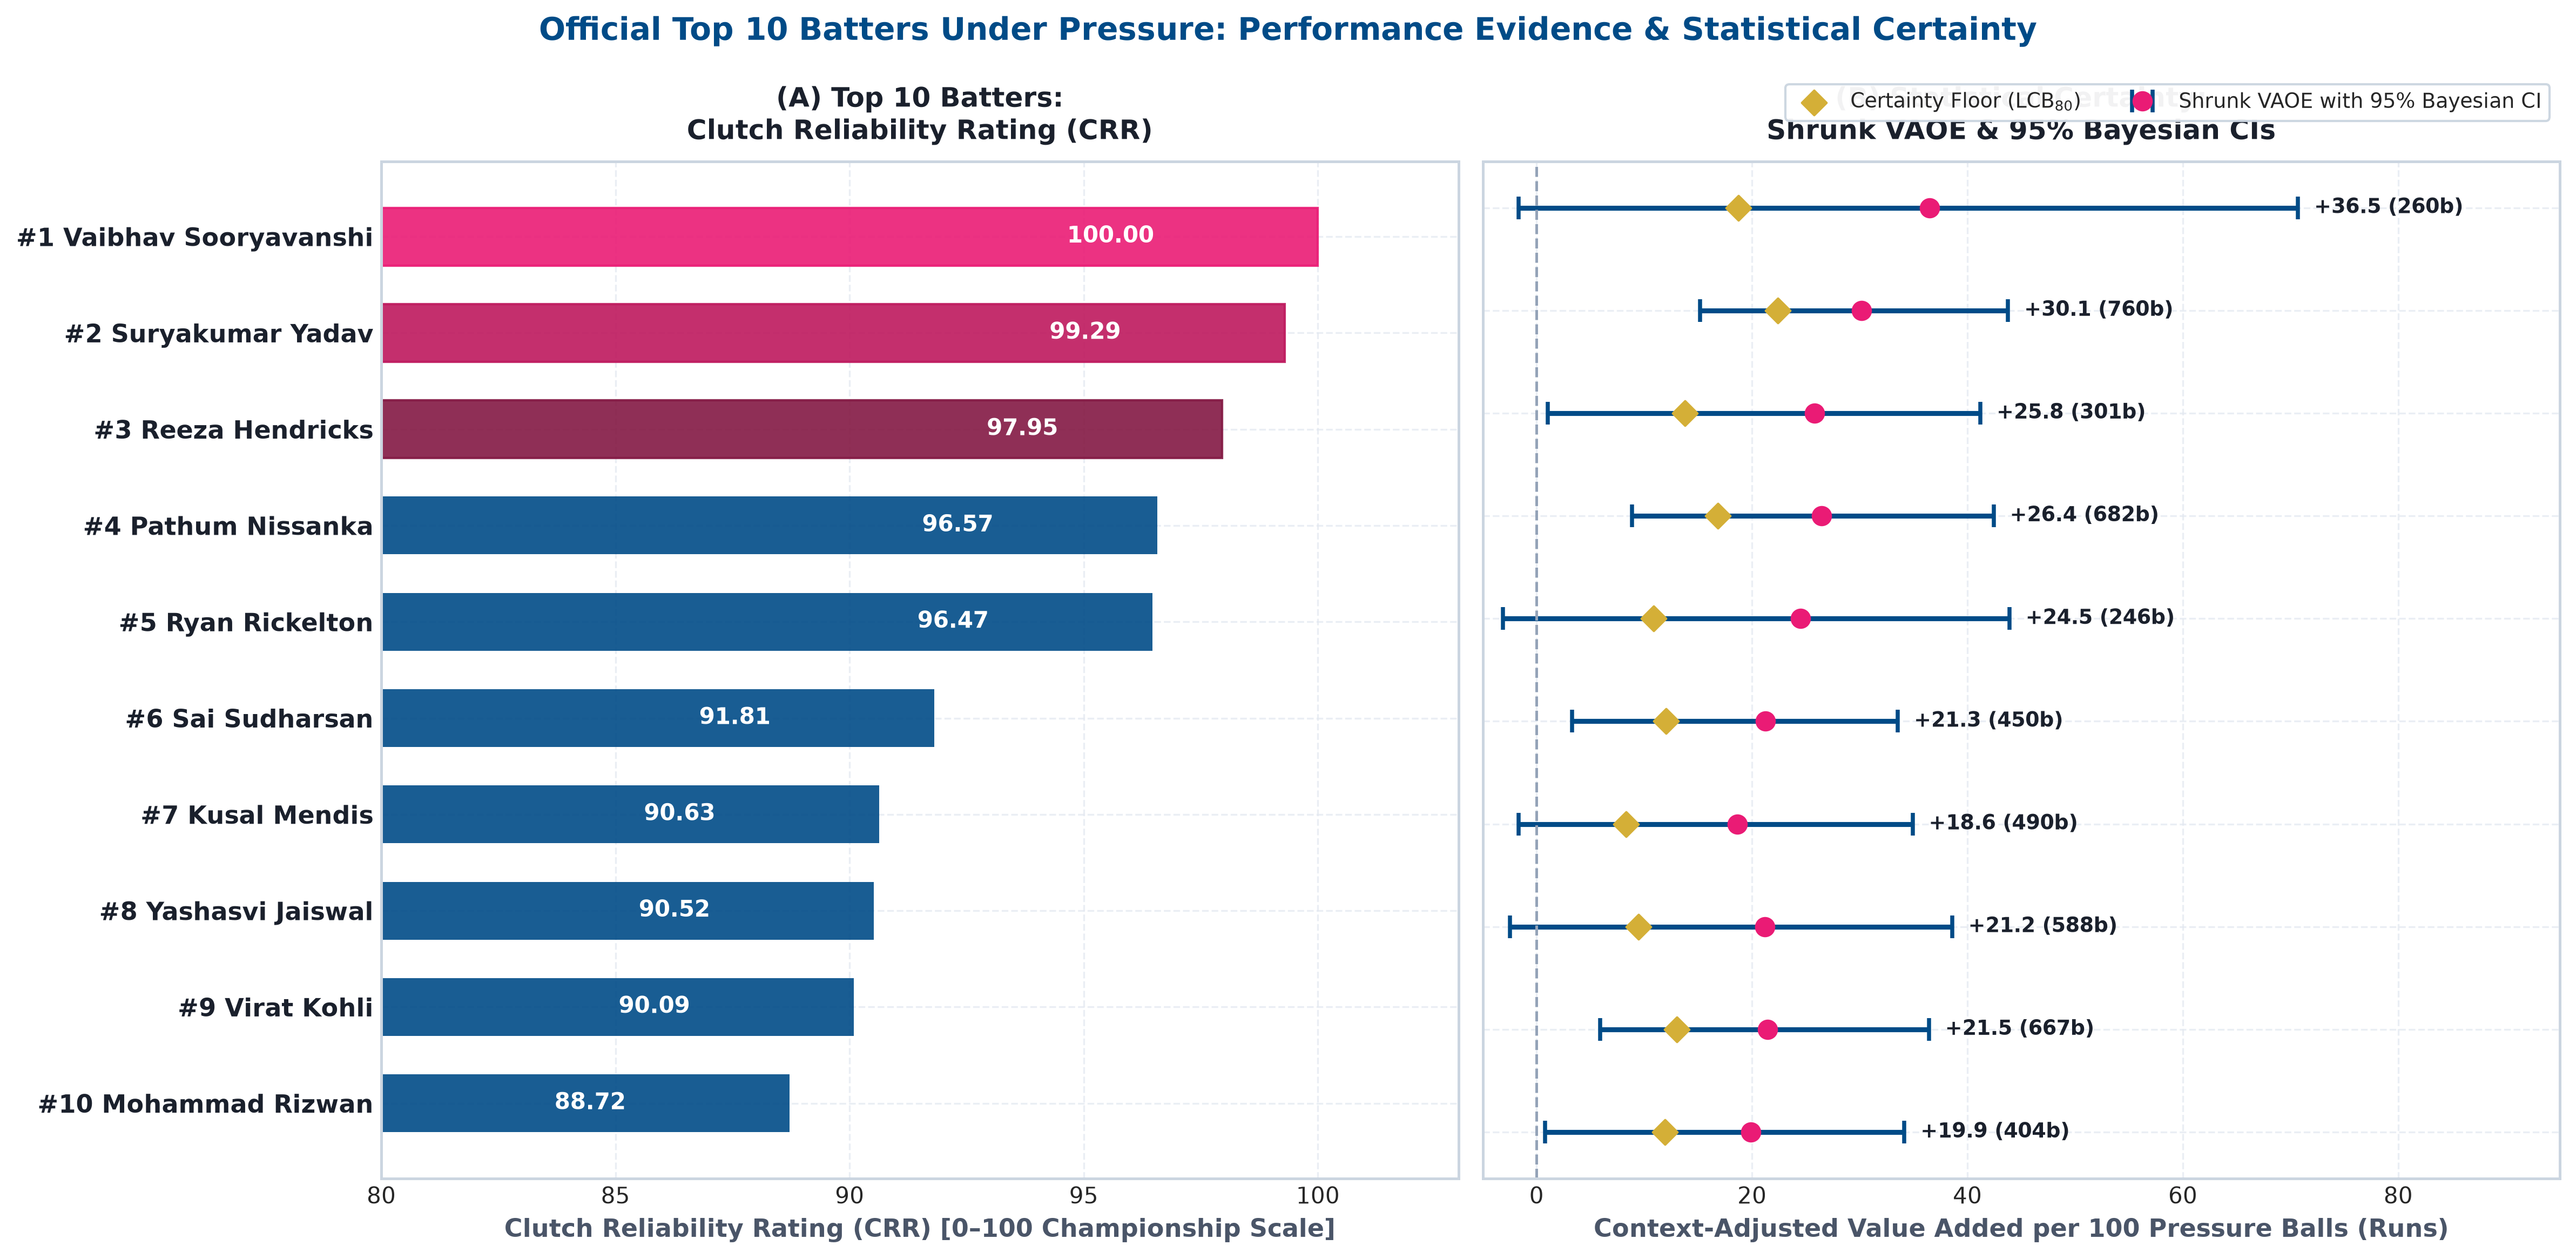 Official Top 10 Batters Under Pressure: Performance Evidence & Statistical Certainty
(A) Top 10 Batters:
Clutch Reliability Rating (CRR)
#1 Vaibhav Sooryavanshi
100.00
#2 Suryakumar Yadav
99.29
#3 Reeza Hendricks
97.95
#4 Pathum Nissanka
96.57
#5 Ryan Rickelton
96.47
#6 Sai Sudharsan
91.81
#7 Kusal Mendis
90.63
#8 Yashasvi Jaiswal
90.52
#9 Virat Kohli
90.09
#10 Mohammad Rizwan
88.72
80 85 90 95 100
Clutch Reliability Rating (CRR) [0–100 Championship Scale]
Certainty Floor (LCB80) Shrunk VAOE with 95% Bayesian CI
Shrunk VAOE & 95% Bayesian CIs
+36.5 (260b)
+30.1 (760b)
+25.8 (301b)
+26.4 (682b)
+24.5 (246b)
+21.3 (450b)
+18.6 (490b)
+21.2 (588b)
+21.5 (667b)
+19.9 (404b)
0 20 40 60 80
Context-Adjusted Value Added per 100 Pressure Balls (Runs)